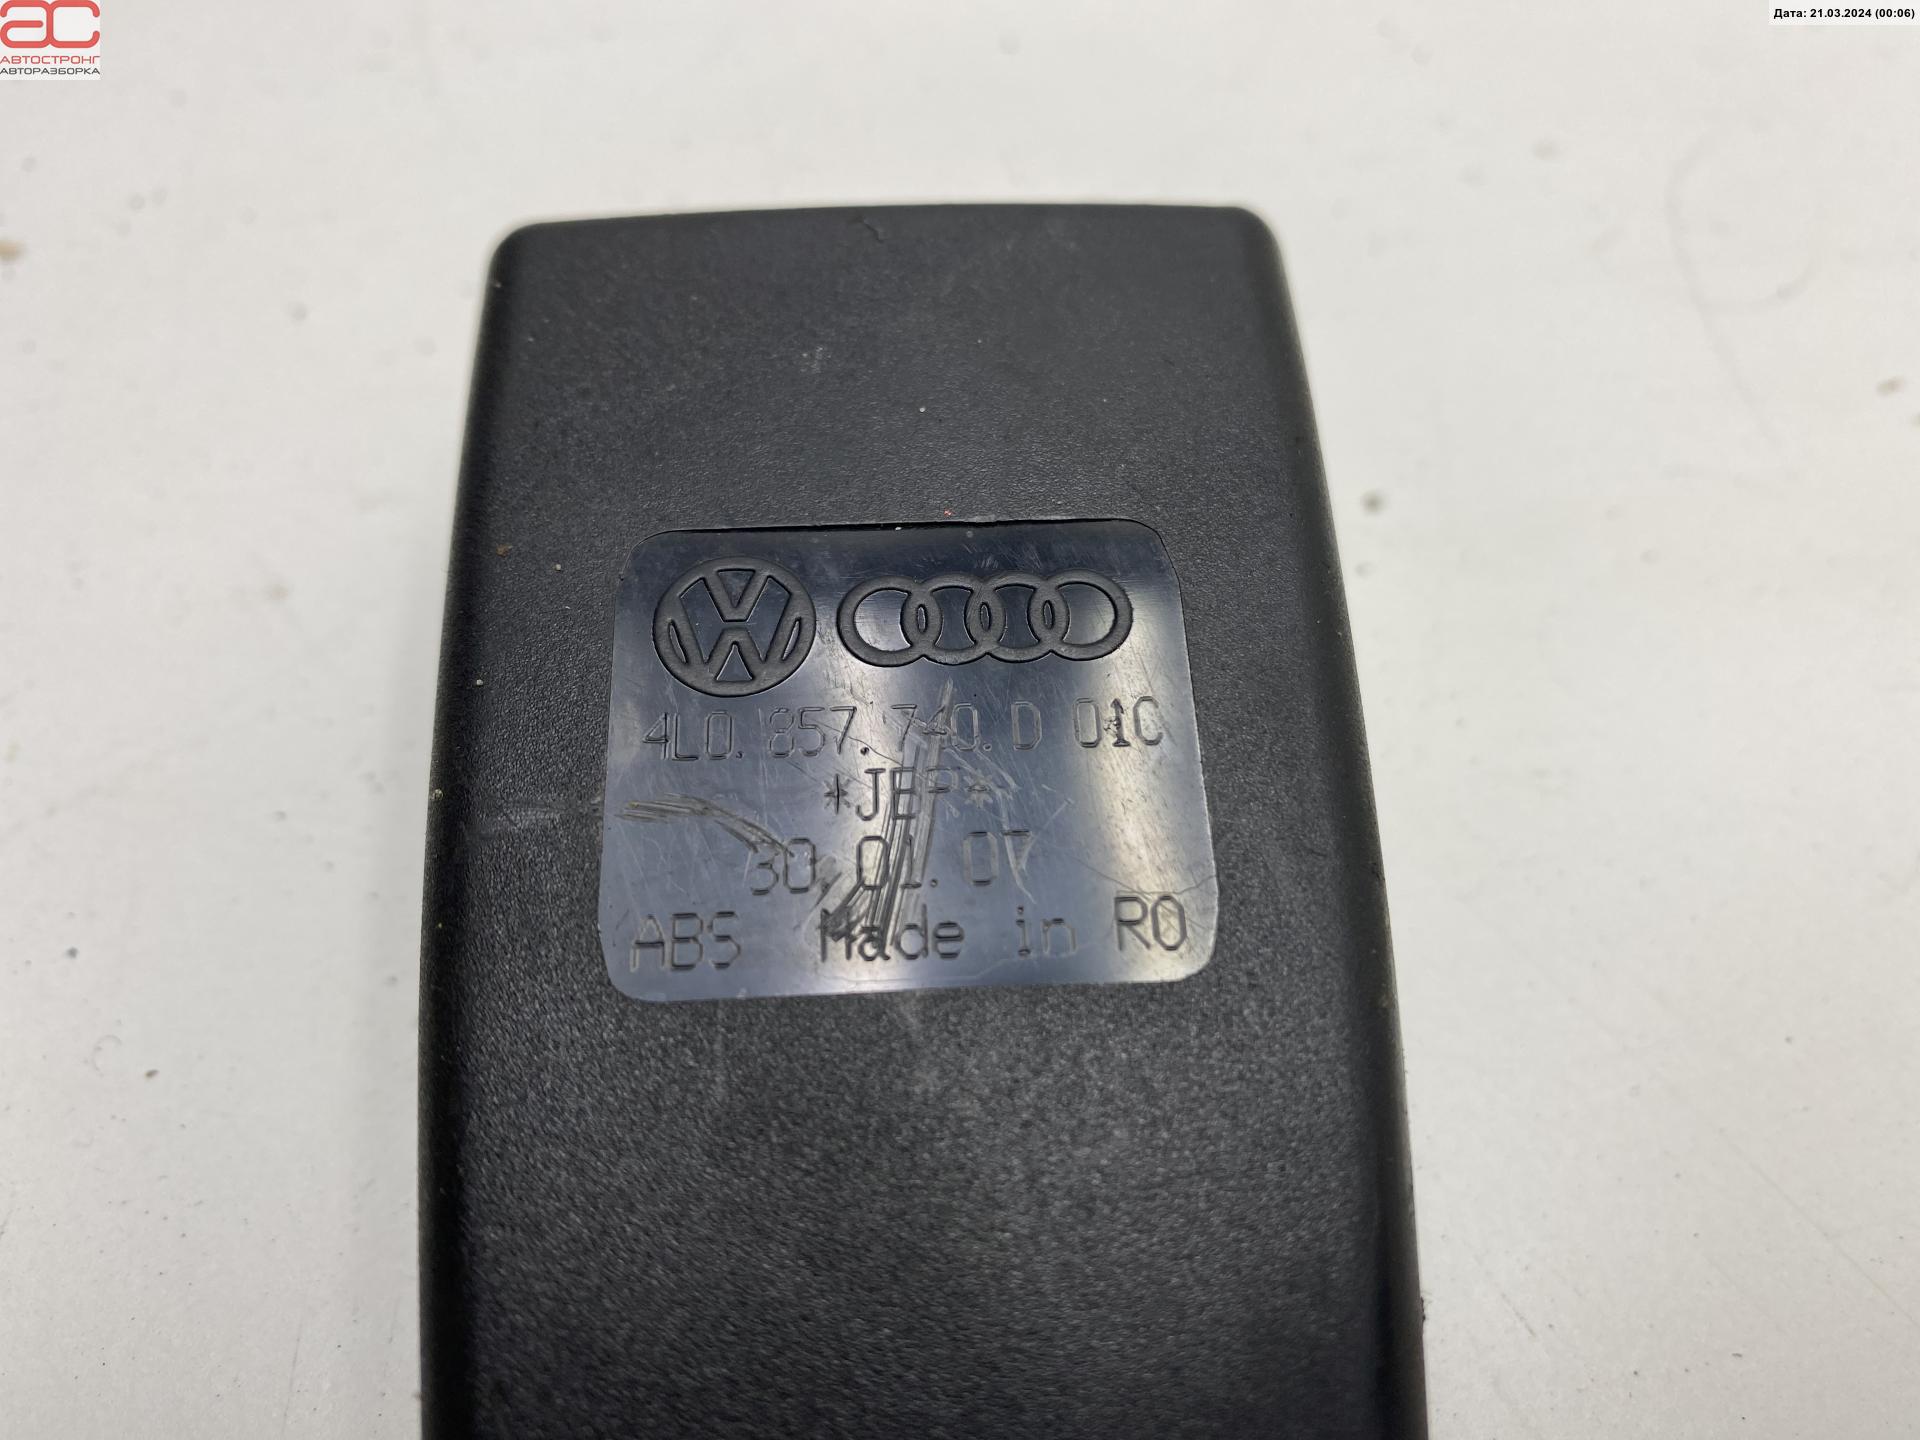 АВТОСТРОНГ
АВТОРАЗБОРКА
Дата: 21.03.2024 (00:06)
4L0.857.740.D 01C
*JEP*
30.01.07
ABS Made in RO